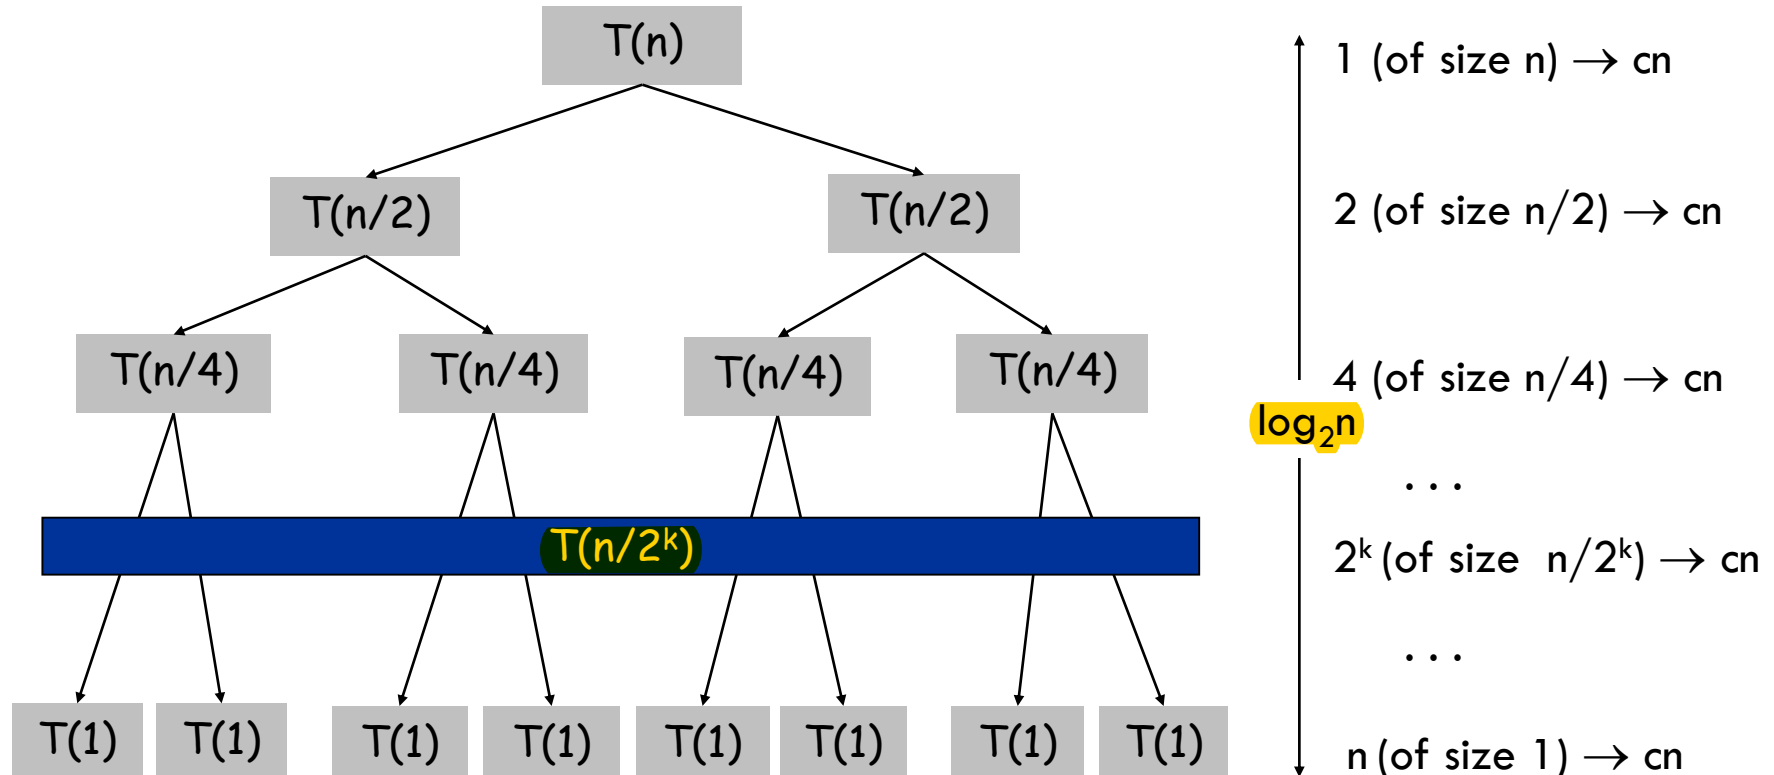 T(n)
1 (of size n) → cn
T(n/2) T(n/2)
2 (of size n/2) → cn
T(n/4) T(n/4) T(n/4) T(n/4)
4 (of size n/4) → cn
log₂n
. . .
T(n/2ᵏ)
2ᵏ (of size n/2ᵏ) → cn
. . .
T(1) T(1) T(1) T(1) T(1) T(1) T(1) T(1)
n (of size 1) → cn